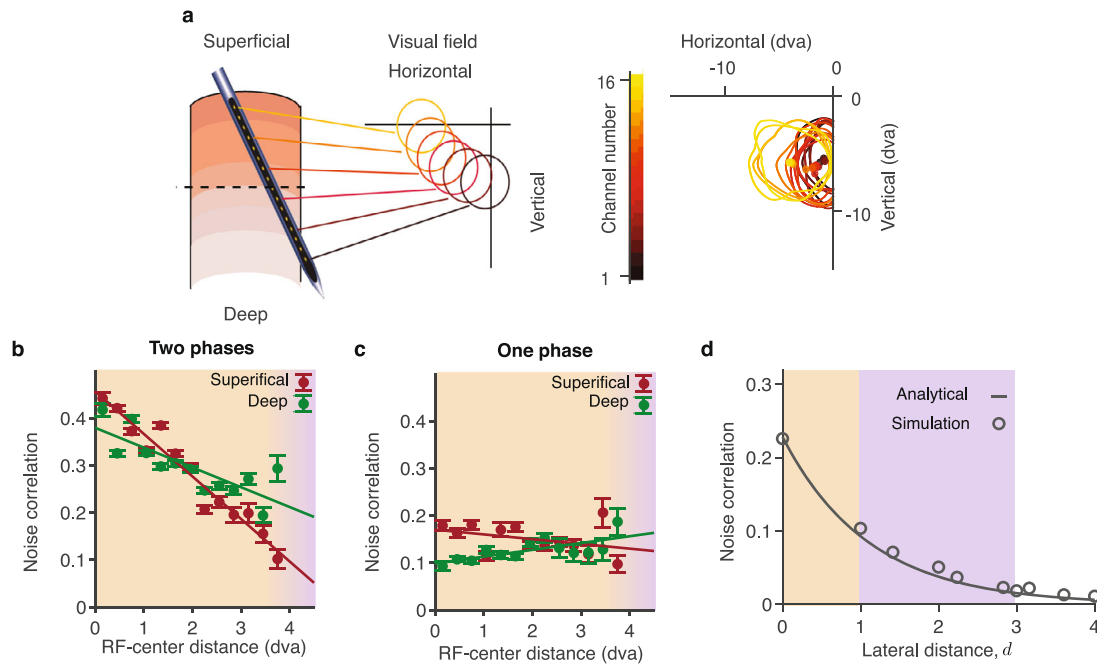 a
Superficial
Visual field
Horizontal
Vertical
Deep
16
Channel number
1
Horizontal (dva)
-10
0
0
-10
Vertical (dva)
b
Two phases
Superifical
Deep
Noise correlation
0.4
0.3
0.2
0.1
0
0
1
2
3
4
RF-center distance (dva)
c
One phase
Superifical
Deep
Noise correlation
0.4
0.3
0.2
0.1
0
0
1
2
3
4
RF-center distance (dva)
d
Analytical
Simulation
Noise correlation
0.3
0.2
0.1
0
0
1
2
3
4
Lateral distance, d